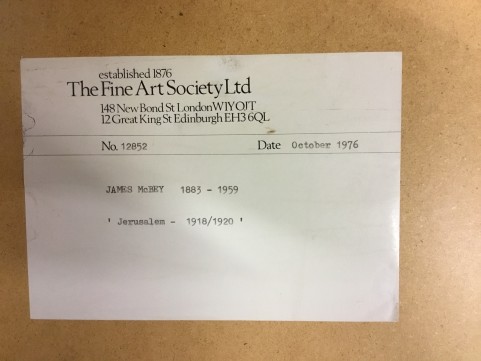 established 1876
The Fine Art Society Ltd
148 New Bond St London W1Y OJT
12 Great King St Edinburgh EH3 6QL
No. 12852 Date October 1976
JAMES McBEY 1883 - 1959
' Jerusalem - 1918/1920 '